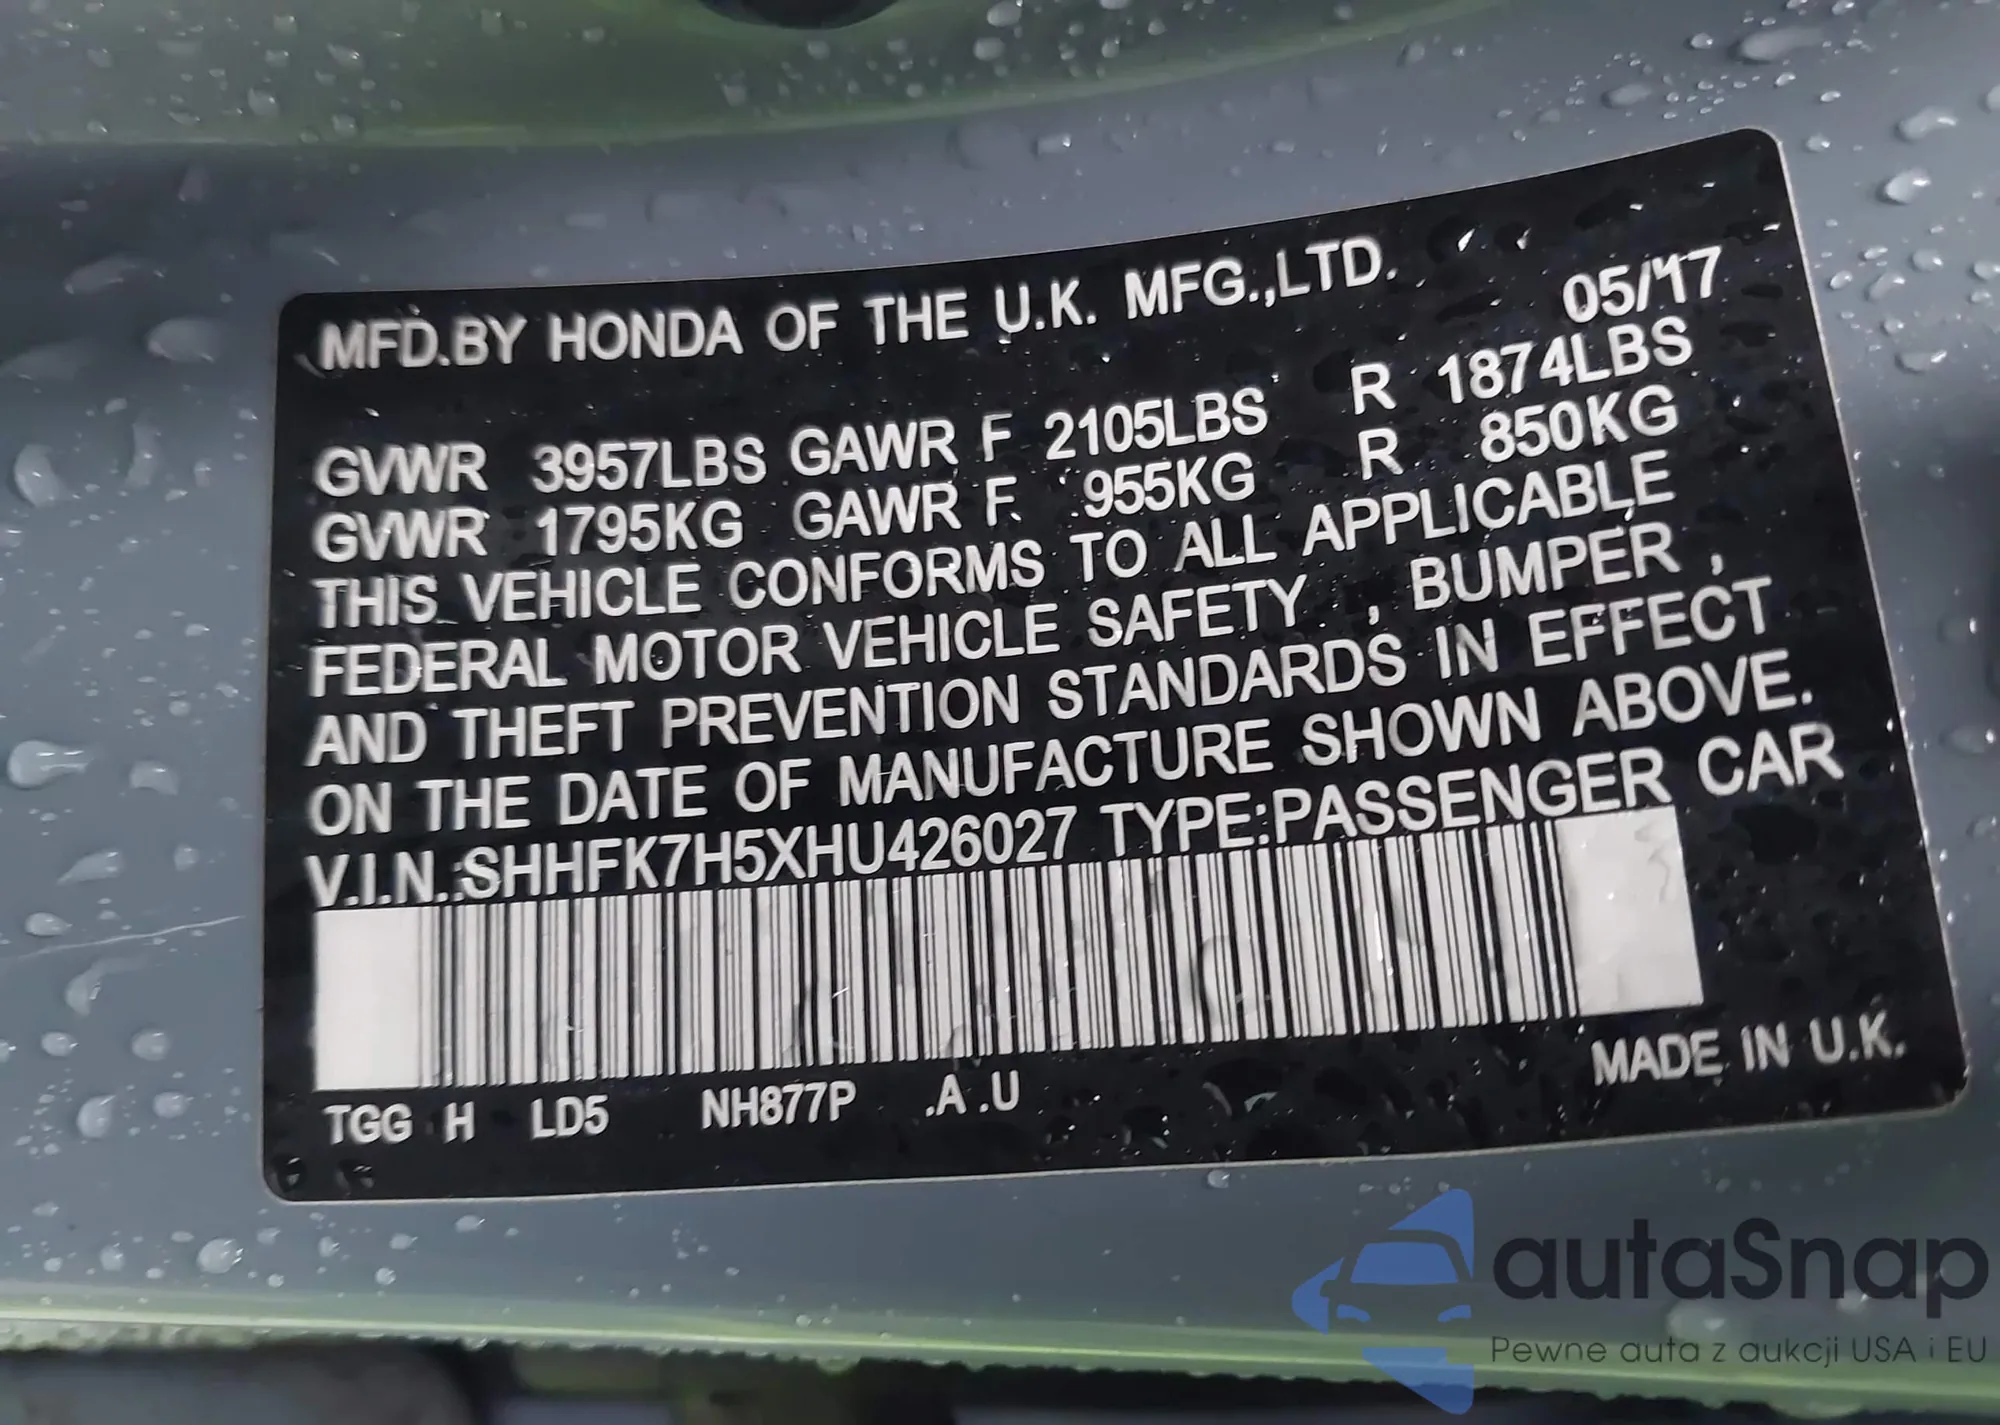 MFD.BY HONDA OF THE U.K. MFG.,LTD. 05/17
GVWR 3957LBS GAWR F 2105LBS R 1874LBS
GVWR 1795KG GAWR F 955KG R 850KG
THIS VEHICLE CONFORMS TO ALL APPLICABLE
FEDERAL MOTOR VEHICLE SAFETY , BUMPER ,
AND THEFT PREVENTION STANDARDS IN EFFECT
ON THE DATE OF MANUFACTURE SHOWN ABOVE.
V.I.N.:SHHFK7H5XHU426027 TYPE:PASSENGER CAR
TGG H LD5 NH877P .A .U MADE IN U.K.
autaSnap
Pewne auta z aukcji USA i EU